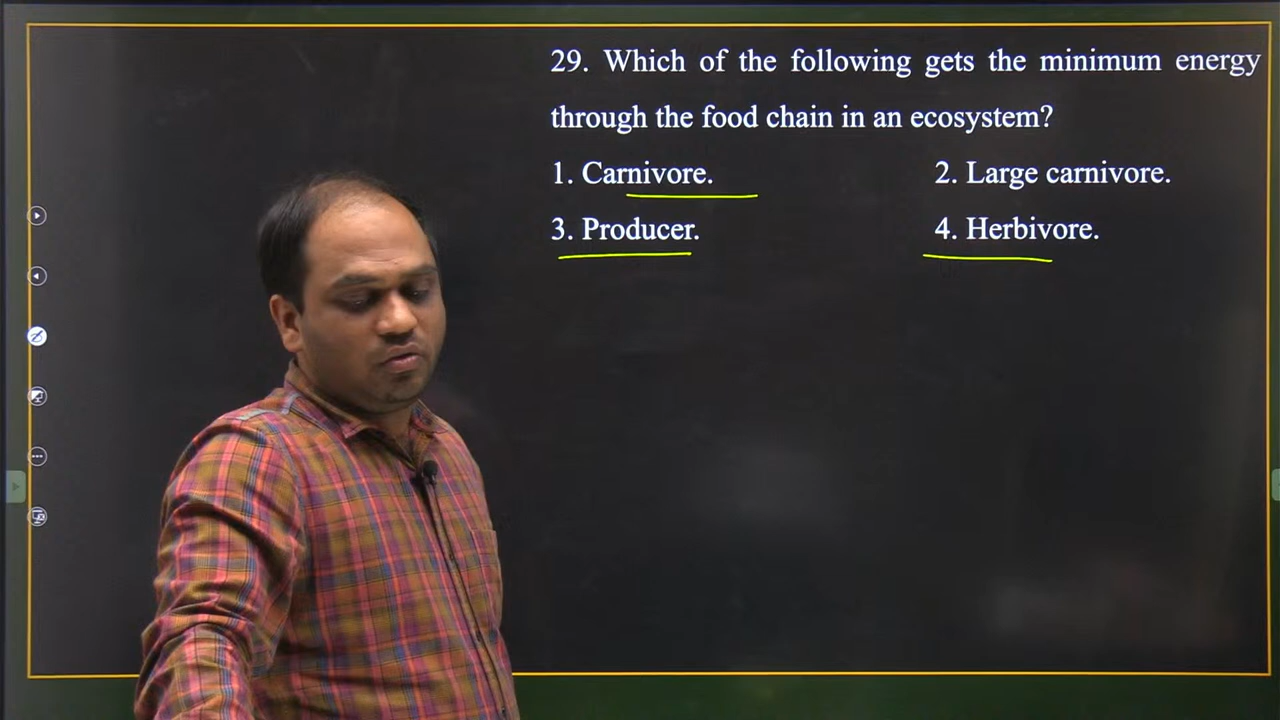 29. Which of the following gets the minimum energy
through the food chain in an ecosystem?
1. Carnivore. 2. Large carnivore.
3. Producer. 4. Herbivore.